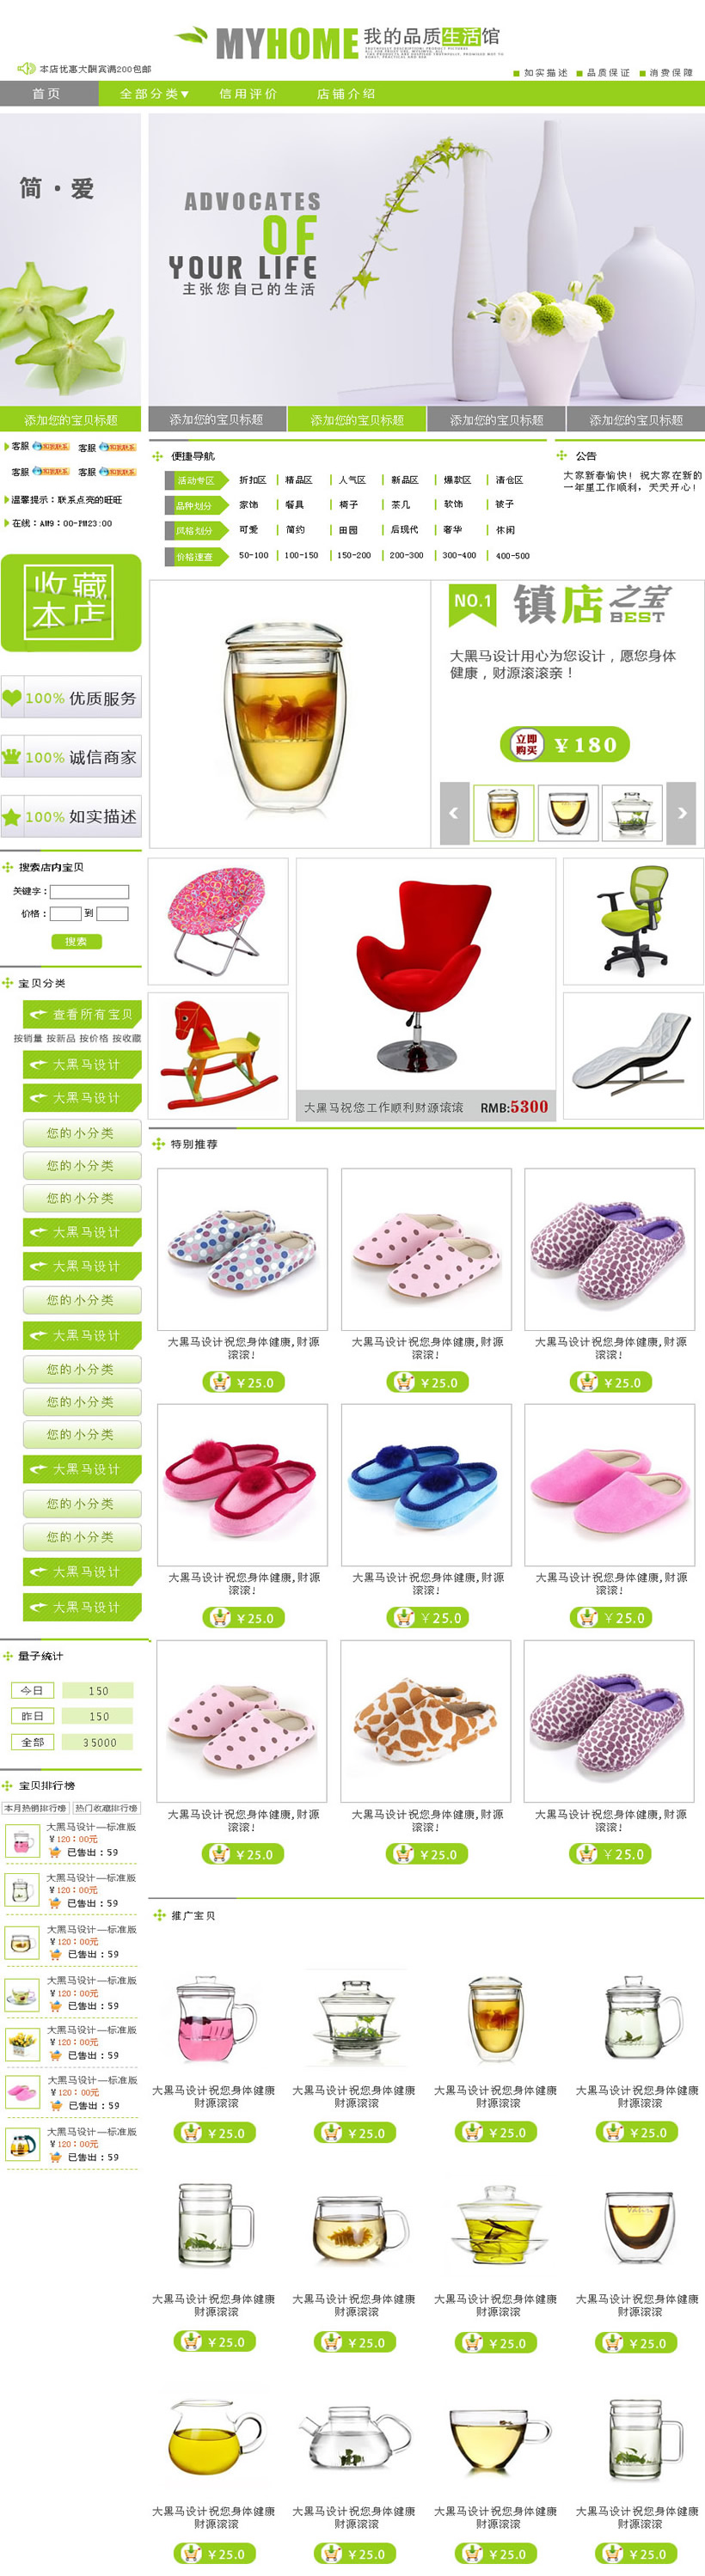 MYHOME 我的品质生活馆
本店优惠大酬宾满200包邮
如实描述 品质保证 消费保障
首页 全部分类 信用评价 店铺介绍
简·爱
ADVOCATES
OF
YOUR LIFE
主张您自己的生活
添加您的宝贝标题 添加您的宝贝标题 添加您的宝贝标题 添加您的宝贝标题 添加您的宝贝标题
客服 和我联系 客服 和我联系
客服 和我联系 客服 和我联系
温馨提示：联系点亮的旺旺
在线：AM9：00-PM23:00
收藏
本店
100% 优质服务
100% 诚信商家
100% 如实描述
搜索店内宝贝
关键字：
价格： 到
搜索
宝贝分类
查看所有宝贝
按销量 按新品 按价格 按收藏
大黑马设计
大黑马设计
您的小分类
您的小分类
您的小分类
大黑马设计
大黑马设计
您的小分类
大黑马设计
您的小分类
您的小分类
您的小分类
大黑马设计
您的小分类
您的小分类
大黑马设计
大黑马设计
量子统计
今日 150
昨日 150
全部 35000
宝贝排行榜
本月热销排行榜 热门收藏排行榜
大黑马设计—标准版
¥120：00元
已售出：59
大黑马设计—标准版
¥120：00元
已售出：59
大黑马设计—标准版
¥120：00元
已售出：59
大黑马设计—标准版
¥120：00元
已售出：59
大黑马设计—标准版
¥120：00元
已售出：59
大黑马设计—标准版
¥120：00元
已售出：59
大黑马设计—标准版
¥120：00元
已售出：59
便捷导航
活动专区 折扣区 精品区 人气区 新品区 爆款区 清仓区
品种划分 家饰 餐具 椅子 茶几 软饰 被子
风格划分 可爱 简约 田园 后现代 奢华 休闲
价格速查 50-100 100-150 150-200 200-300 300-400 400-500
公告
大家新春愉快！祝大家在新的
一年里工作顺利，天天开心！
NO.1 镇店之宝 BEST
大黑马设计用心为您设计，愿您身体
健康，财源滚滚亲！
立即
购买
¥180
大黑马祝您工作顺利财源滚滚 RMB:5300
特别推荐
大黑马设计祝您身体健康,财源 大黑马设计祝您身体健康,财源 大黑马设计祝您身体健康,财源
滚滚! 滚滚! 滚滚!
¥25.0 ¥25.0 ¥25.0
大黑马设计祝您身体健康,财源 大黑马设计祝您身体健康,财源 大黑马设计祝您身体健康,财源
滚滚! 滚滚! 滚滚!
¥25.0 ¥25.0 ¥25.0
大黑马设计祝您身体健康,财源 大黑马设计祝您身体健康,财源 大黑马设计祝您身体健康,财源
滚滚! 滚滚! 滚滚!
¥25.0 ¥25.0 ¥25.0
推广宝贝
大黑马设计祝您身体健康 大黑马设计祝您身体健康 大黑马设计祝您身体健康 大黑马设计祝您身体健康
财源滚滚 财源滚滚 财源滚滚 财源滚滚
¥25.0 ¥25.0 ¥25.0 ¥25.0
大黑马设计祝您身体健康 大黑马设计祝您身体健康 大黑马设计祝您身体健康 大黑马设计祝您身体健康
财源滚滚 财源滚滚 财源滚滚 财源滚滚
¥25.0 ¥25.0 ¥25.0 ¥25.0
大黑马设计祝您身体健康 大黑马设计祝您身体健康 大黑马设计祝您身体健康 大黑马设计祝您身体健康
财源滚滚 财源滚滚 财源滚滚 财源滚滚
¥25.0 ¥25.0 ¥25.0 ¥25.0